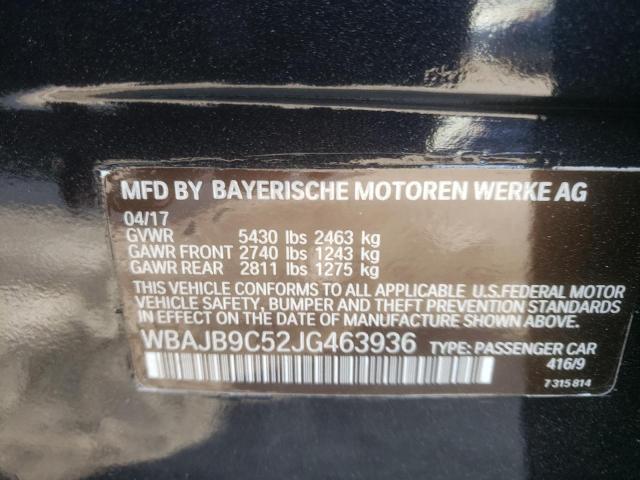 MFD BY BAYERISCHE MOTOREN WERKE AG
04/17
GVWR 5430 lbs 2463 kg
GAWR FRONT 2740 lbs 1243 kg
GAWR REAR 2811 lbs 1275 kg
THIS VEHICLE CONFORMS TO ALL APPLICABLE U.S.FEDERAL MOTOR
VEHICLE SAFETY, BUMPER AND THEFT PREVENTION STANDARDS
IN EFFECT ON THE DATE OF MANUFACTURE SHOWN ABOVE.
WBAJB9C52JG463936 TYPE: PASSENGER CAR
416/9
7 315 814